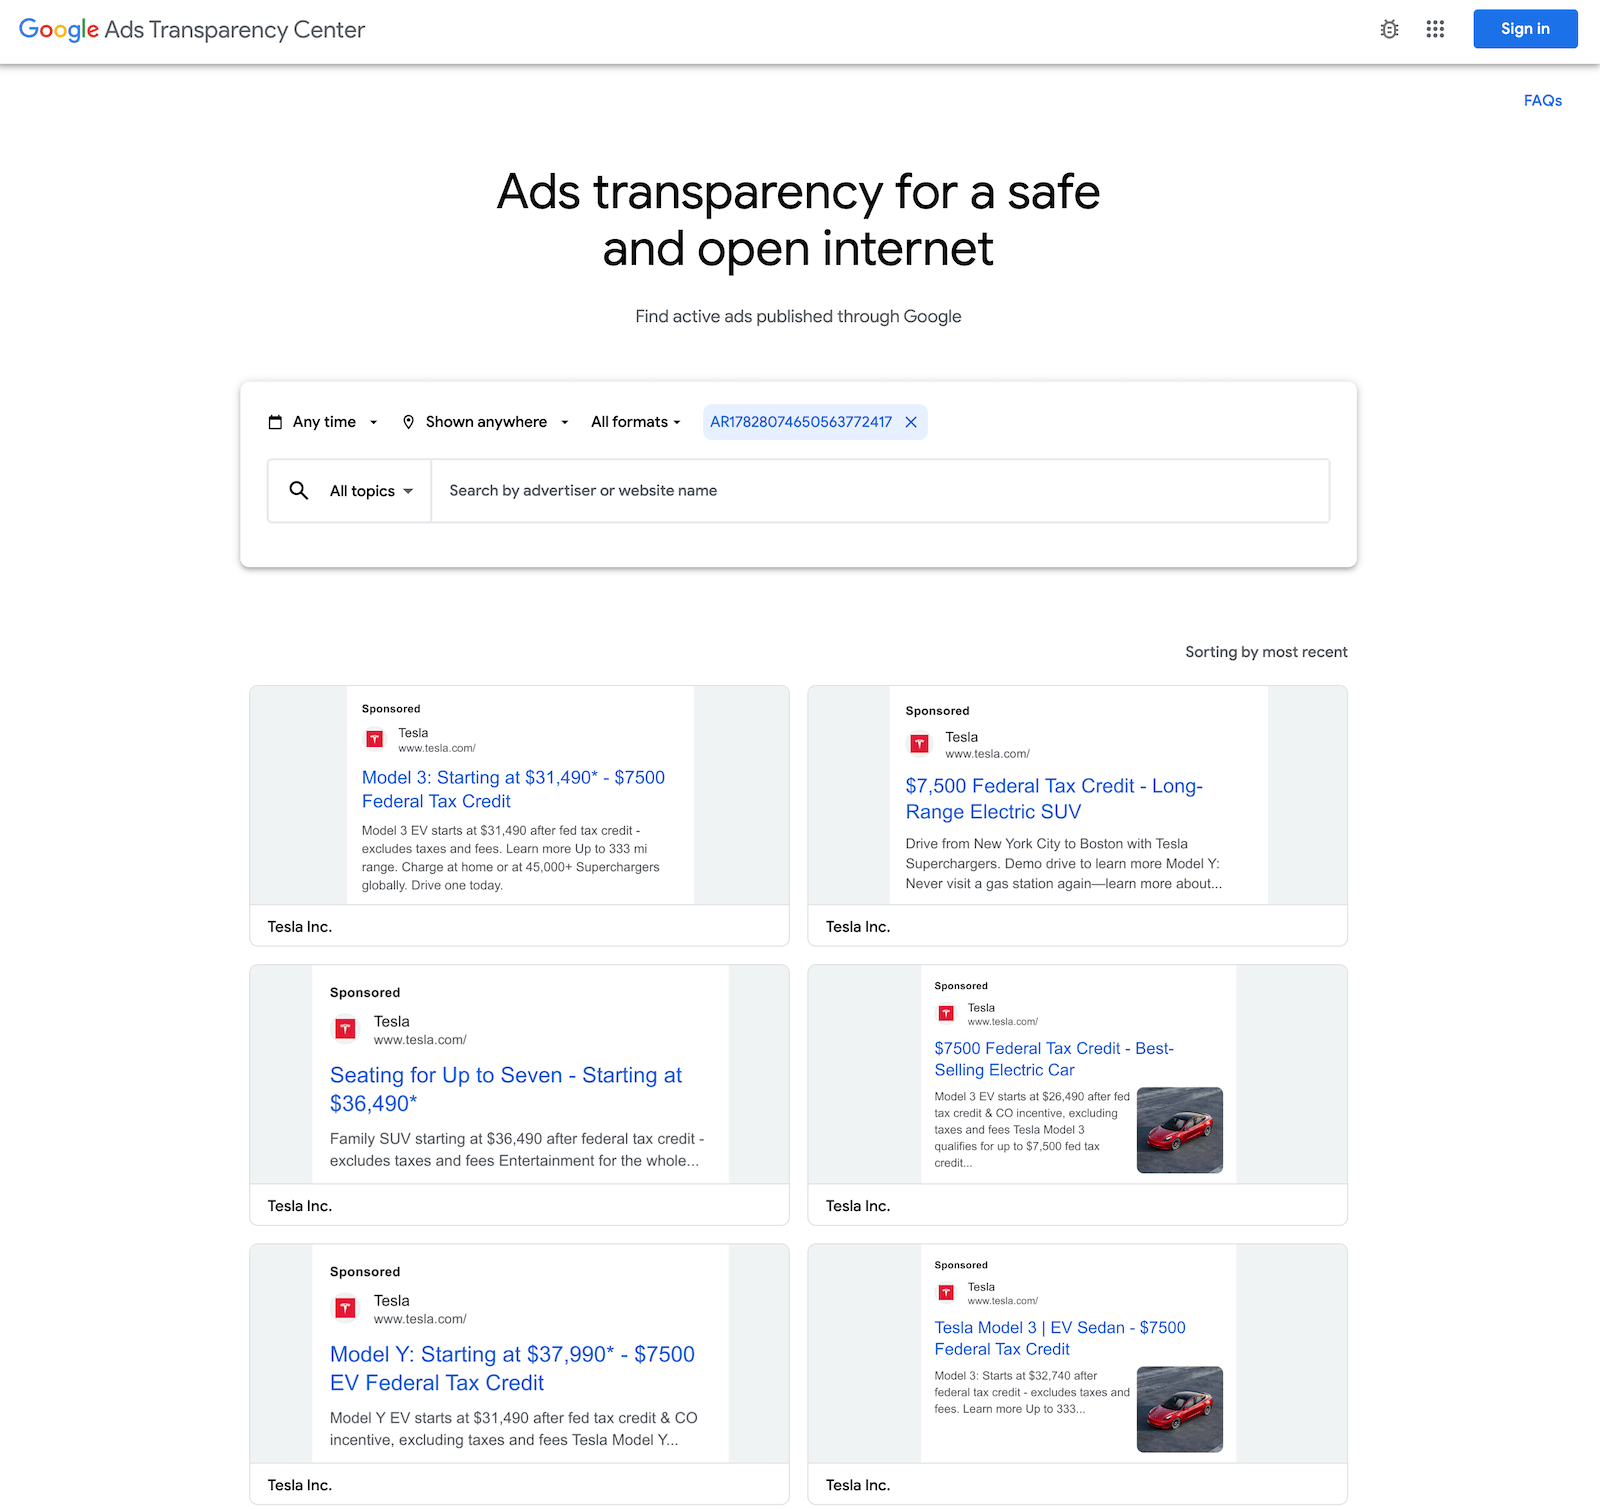 Google Ads Transparency Center
Sign in
FAQs
Ads transparency for a safe
and open internet
Find active ads published through Google
Any time
Shown anywhere
All formats
AR17828074650563772417
All topics
Search by advertiser or website name
Sorting by most recent
Sponsored
Tesla
www.tesla.com/
Model 3: Starting at $31,490* - $7500
Federal Tax Credit
Model 3 EV starts at $31,490 after fed tax credit -
excludes taxes and fees. Learn more Up to 333 mi
range. Charge at home or at 45,000+ Superchargers
globally. Drive one today.
Tesla Inc.
Sponsored
Tesla
www.tesla.com/
$7,500 Federal Tax Credit - Long-
Range Electric SUV
Drive from New York City to Boston with Tesla
Superchargers. Demo drive to learn more Model Y:
Never visit a gas station again—learn more about...
Tesla Inc.
Sponsored
Tesla
www.tesla.com/
Seating for Up to Seven - Starting at
$36,490*
Family SUV starting at $36,490 after federal tax credit -
excludes taxes and fees Entertainment for the whole...
Tesla Inc.
Sponsored
Tesla
www.tesla.com/
$7500 Federal Tax Credit - Best-
Selling Electric Car
Model 3 EV starts at $26,490 after fed
tax credit & CO incentive, excluding
taxes and fees Tesla Model 3
qualifies for up to $7,500 fed tax
credit...
Tesla Inc.
Sponsored
Tesla
www.tesla.com/
Model Y: Starting at $37,990* - $7500
EV Federal Tax Credit
Model Y EV starts at $31,490 after fed tax credit & CO
incentive, excluding taxes and fees Tesla Model Y...
Tesla Inc.
Sponsored
Tesla
www.tesla.com/
Tesla Model 3 | EV Sedan - $7500
Federal Tax Credit
Model 3: Starts at $32,740 after
federal tax credit - excludes taxes and
fees. Learn more Up to 333...
Tesla Inc.